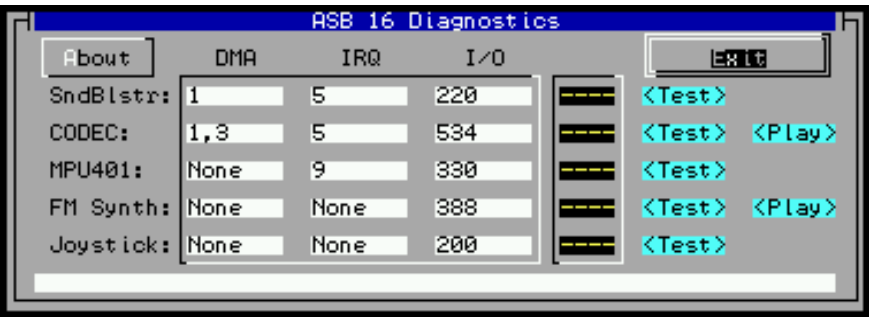 ASB 16 Diagnostics
About DMA IRQ I/O Exit
SndBlstr: 1 5 220 ---- <Test>
CODEC: 1,3 5 534 ---- <Test> <Play>
MPU401: None 9 330 ---- <Test>
FM Synth: None None 388 ---- <Test> <Play>
Joystick: None None 200 ---- <Test>